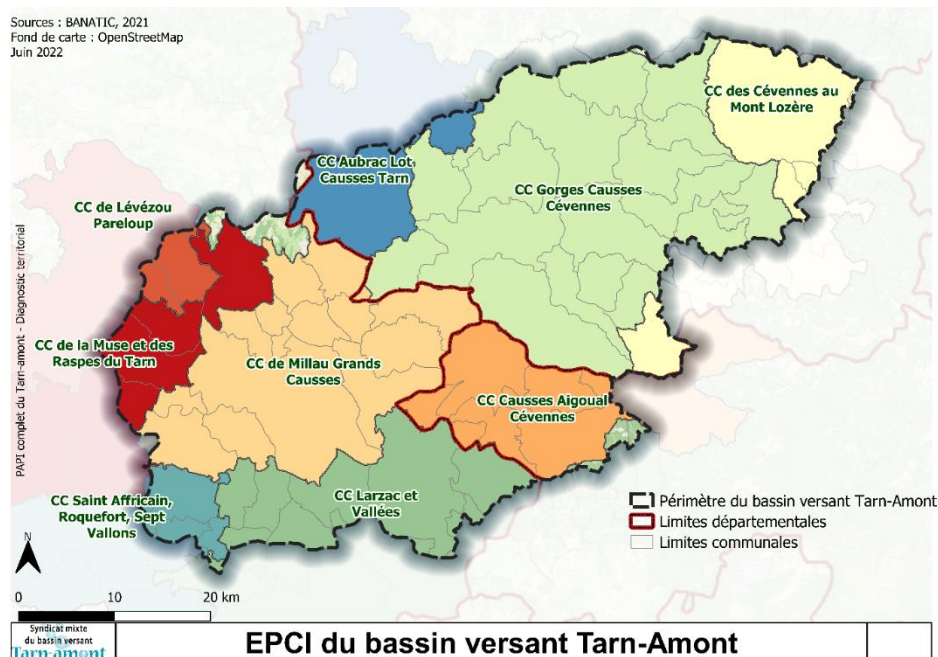 Sources : BANATIC, 2021
Fond de carte : OpenStreetMap
Juin 2022
CC des Cévennes au
Mont Lozère
CC Aubrac Lot
Causses Tarn
CC Gorges Causses
Cévennes
CC de Lévézou
Pareloup
CC de la Muse et des
Raspes du Tarn
CC de Millau Grands
Causses
CC Causses Aigoual
Cévennes
CC Saint Affricain,
Roquefort, Sept
Vallons
CC Larzac et
Vallées
PAPI complet du Tarn-amont - Diagnostic territorial
Périmètre du bassin versant Tarn-Amont
Limites départementales
Limites communales
N
0 10 20 km
Syndicat mixte
du bassin versant
Tarn-amont
EPCI du bassin versant Tarn-Amont